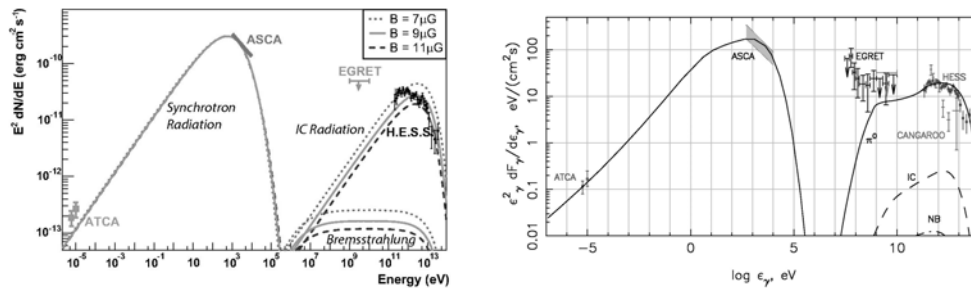 E² dN/dE (erg cm⁻² s⁻¹)
10⁻¹⁰
10⁻¹¹
10⁻¹²
10⁻¹³
B = 7μG
B = 9μG
B = 11μG
ASCA
EGRET
Synchrotron
Radiation
IC Radiation
H.E.S.S.
ATCA
Bremsstrahlung
10⁻⁵ 10⁻³ 10⁻¹ 10 10³ 10⁵ 10⁷ 10⁹ 10¹¹ 10¹³
Energy (eV)
ε²γ dFγ/dεγ, eV/(cm²s)
100
10
1
0.1
0.01
ASCA
EGRET
HESS
π⁰
CANGAROO
ATCA
IC
NB
−5 0 5 10
log εγ, eV